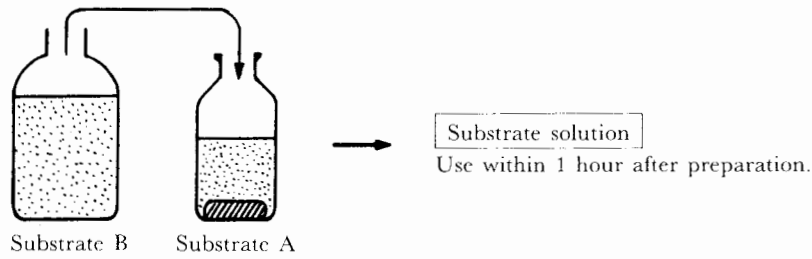 Substrate solution
Use within 1 hour after preparation.
Substrate B
Substrate A